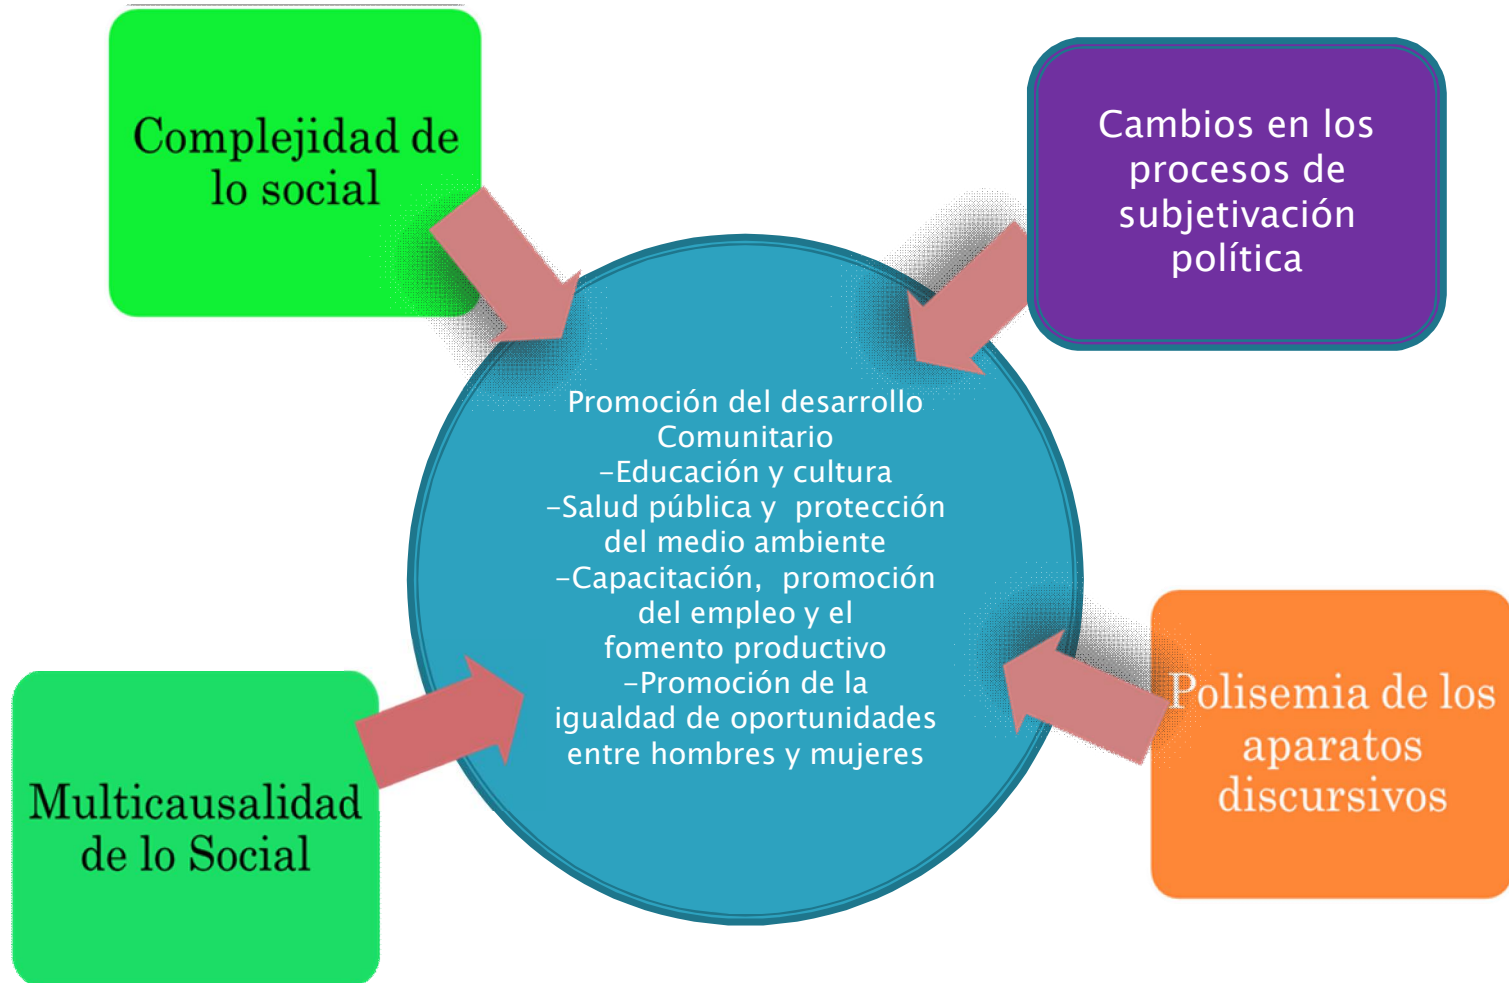 Complejidad de
lo social
Cambios en los
procesos de
subjetivación
política
Promoción del desarrollo
Comunitario
-Educación y cultura
-Salud pública y protección
del medio ambiente
-Capacitación, promoción
del empleo y el
fomento productivo
-Promoción de la
igualdad de oportunidades
entre hombres y mujeres
Multicausalidad
de lo Social
Polisemia de los
aparatos
discursivos